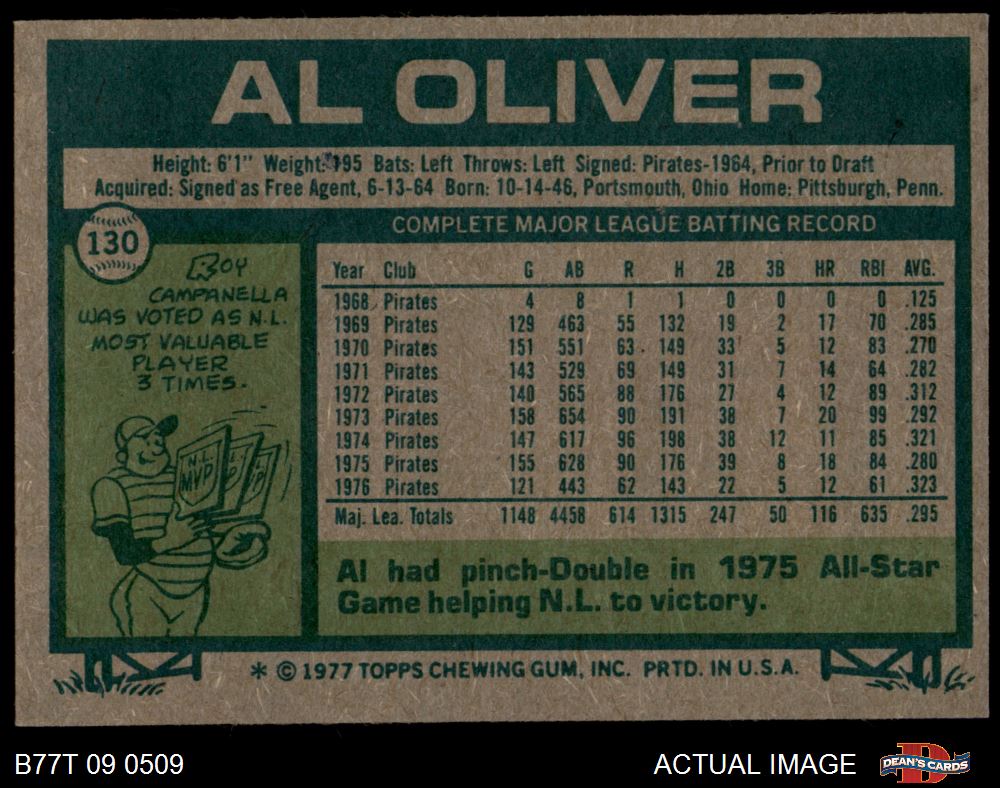 AL OLIVER
Height: 6'1" Weight: 195 Bats: Left Throws: Left Signed: Pirates-1964, Prior to Draft
Acquired: Signed as Free Agent, 6-13-64 Born: 10-14-46, Portsmouth, Ohio Home: Pittsburgh, Penn.
130
ROY
CAMPANELLA
WAS VOTED AS N.L.
MOST VALUABLE
PLAYER
3 TIMES.
N.L.
MVP
COMPLETE MAJOR LEAGUE BATTING RECORD
Year Club G AB R H 2B 3B HR RBI AVG.
1968 Pirates 4 8 1 1 0 0 0 0 .125
1969 Pirates 129 463 55 132 19 2 17 70 .285
1970 Pirates 151 551 63 149 33 5 12 83 .270
1971 Pirates 143 529 69 149 31 7 14 64 .282
1972 Pirates 140 565 88 176 27 4 12 89 .312
1973 Pirates 158 654 90 191 38 7 20 99 .292
1974 Pirates 147 617 96 198 38 12 11 85 .321
1975 Pirates 155 628 90 176 39 8 18 84 .280
1976 Pirates 121 443 62 143 22 5 12 61 .323
Maj. Lea. Totals 1148 4458 614 1315 247 50 116 635 .295
Al had pinch-Double in 1975 All-Star
Game helping N.L. to victory.
* © 1977 TOPPS CHEWING GUM, INC. PRTD. IN U.S.A.
B77T 09 0509
ACTUAL IMAGE
DEAN'S CARDS